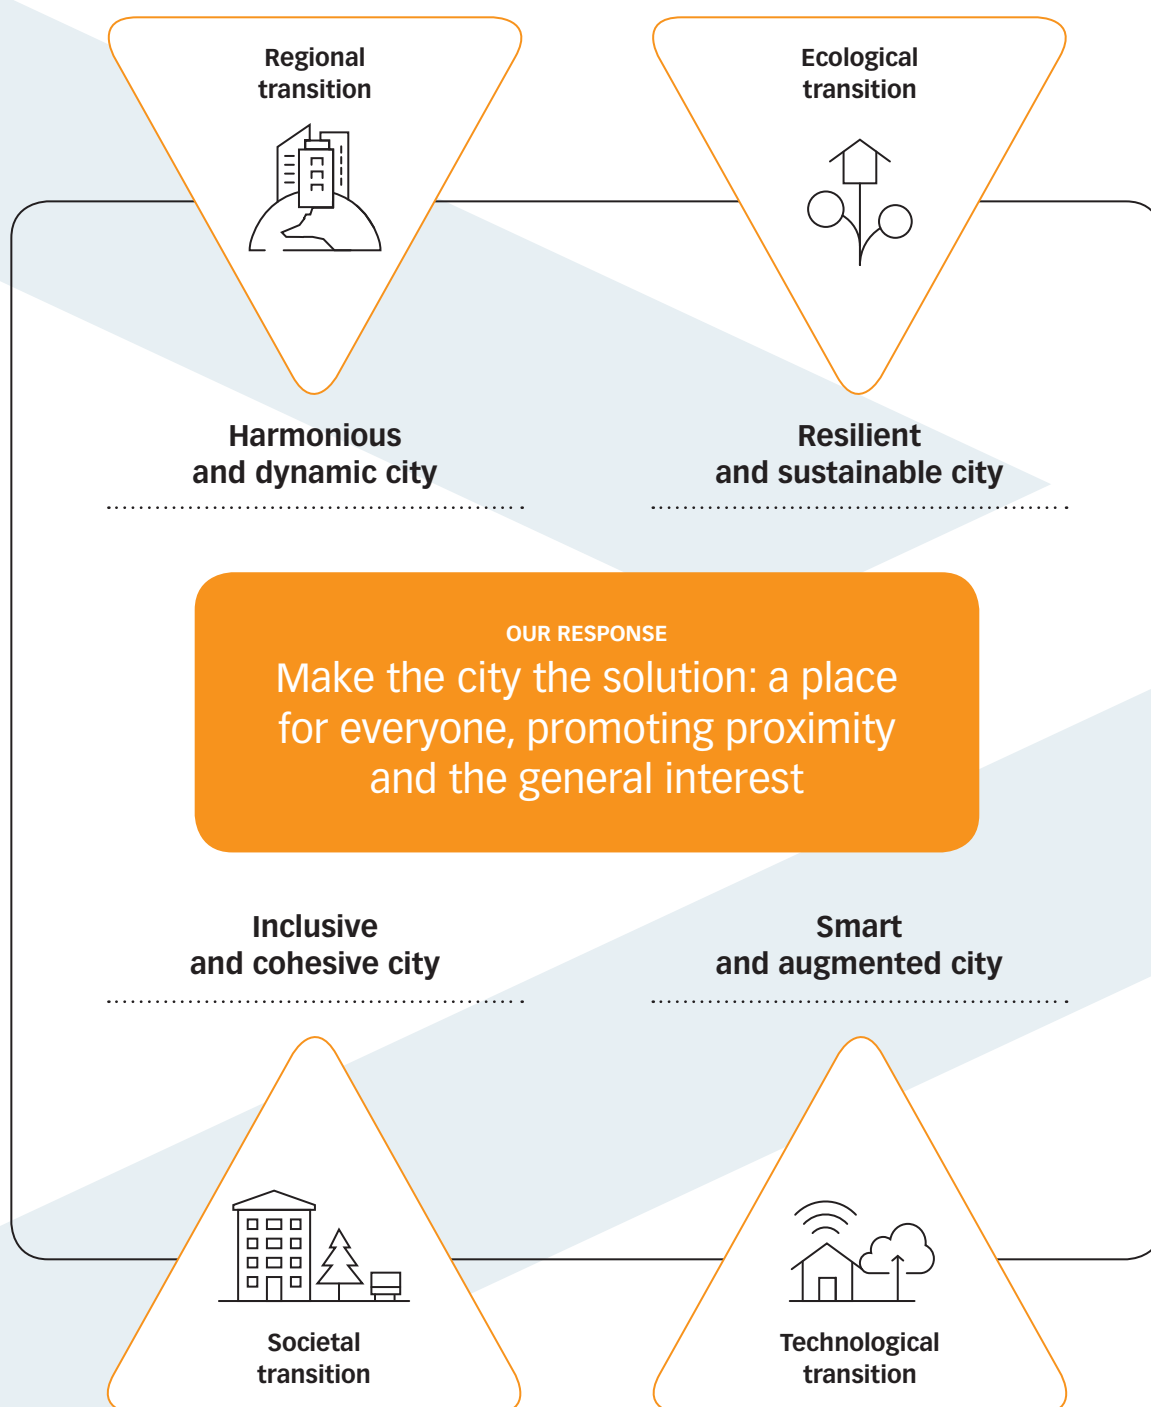 Regional
transition
Ecological
transition
Harmonious
and dynamic city
Resilient
and sustainable city
OUR RESPONSE
Make the city the solution: a place
for everyone, promoting proximity
and the general interest
Inclusive
and cohesive city
Smart
and augmented city
Societal
transition
Technological
transition